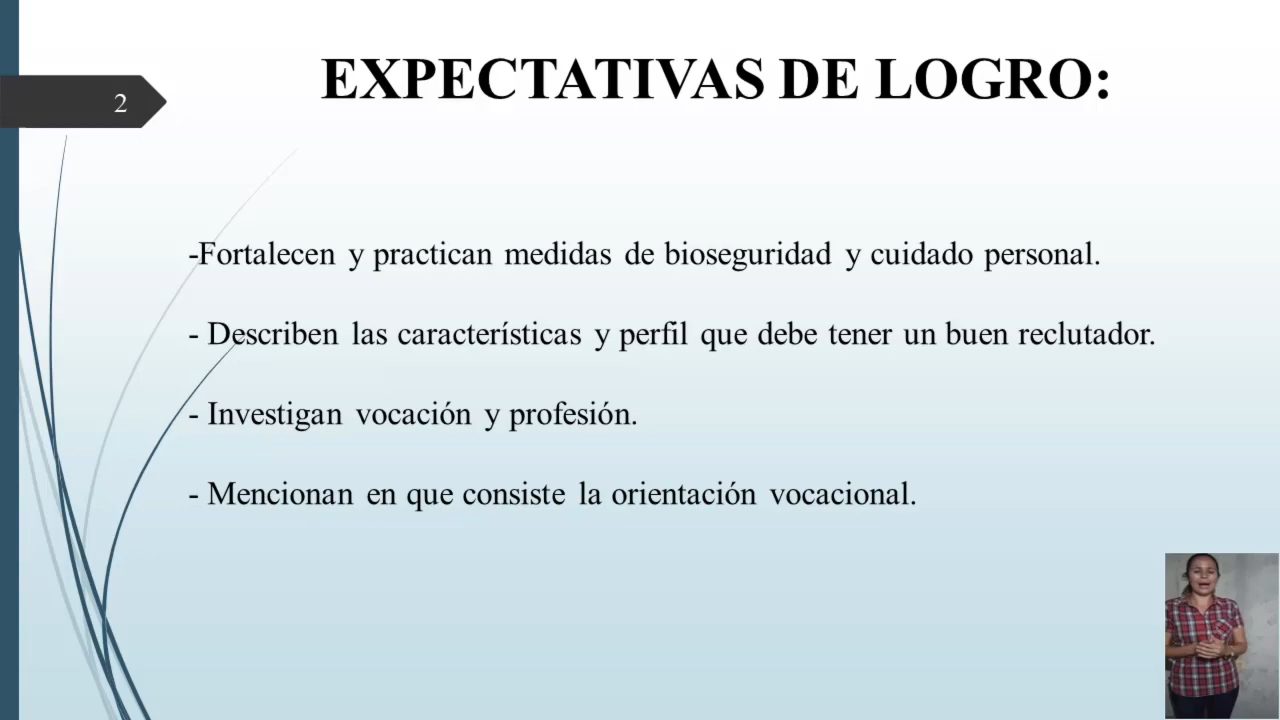 2
EXPECTATIVAS DE LOGRO:
-Fortalecen y practican medidas de bioseguridad y cuidado personal.
- Describen las características y perfil que debe tener un buen reclutador.
- Investigan vocación y profesión.
- Mencionan en que consiste la orientación vocacional.